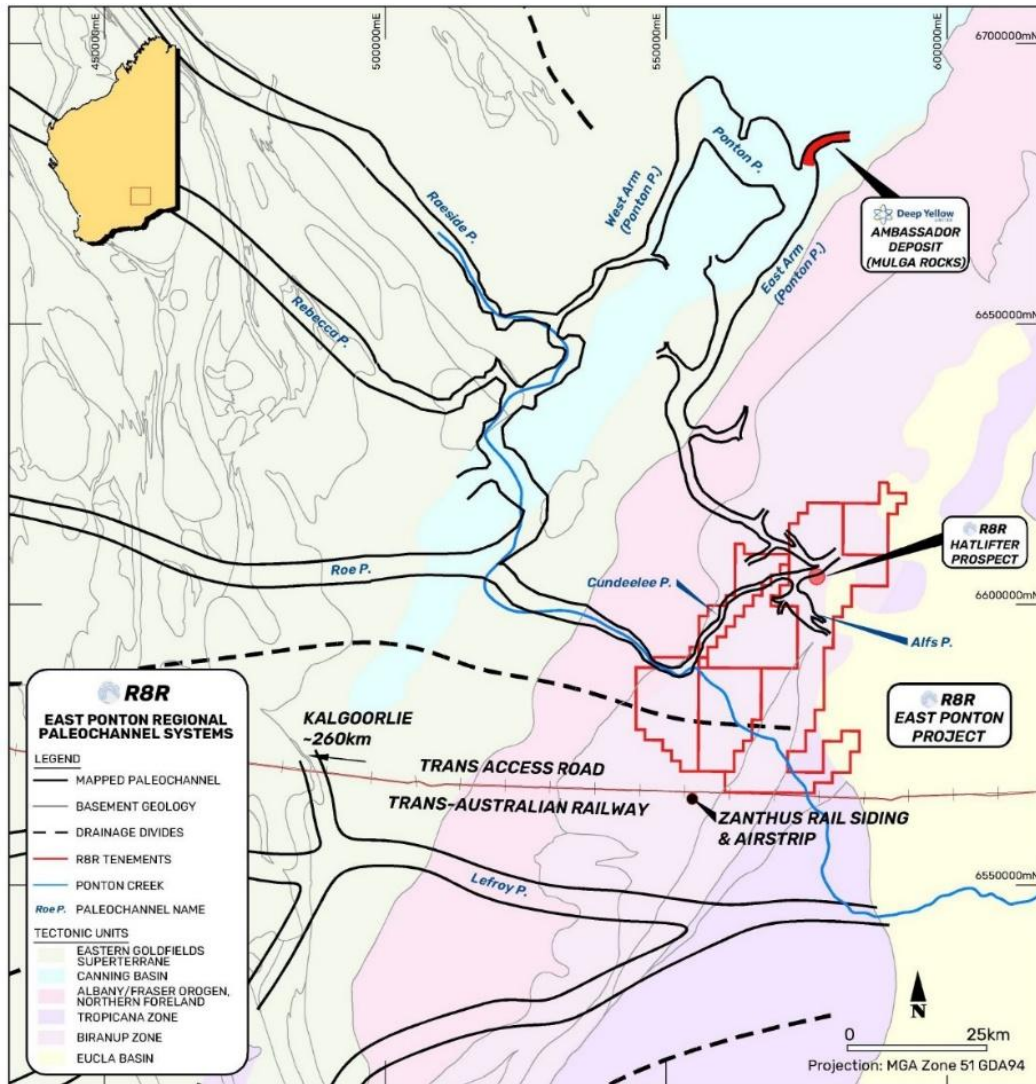 450000mE
500000mE
550000mE
600000mE
6700000mN
Ponton P.
West Arm
(Ponton P.)
Raeside P.
Deep Yellow
LIMITED
AMBASSADOR
DEPOSIT
(MULGA ROCKS)
East Arm
(Ponton P.)
Rebecca P.
6650000mN
R8R
HATLIFTER
PROSPECT
Roe P.
Cundeelee P.
6600000mN
Alfs P.
R8R
EAST PONTON
PROJECT
R8R
EAST PONTON REGIONAL
PALEOCHANNEL SYSTEMS
LEGEND
MAPPED PALEOCHANNEL
BASEMENT GEOLOGY
DRAINAGE DIVIDES
R8R TENEMENTS
PONTON CREEK
Roe P. PALEOCHANNEL NAME
TECTONIC UNITS
EASTERN GOLDFIELDS
SUPERTERRANE
CANNING BASIN
ALBANY/FRASER OROGEN,
NORTHERN FORELAND
TROPICANA ZONE
BIRANUP ZONE
EUCLA BASIN
KALGOORLIE
~260km
TRANS ACCESS ROAD
TRANS-AUSTRALIAN RAILWAY
ZANTHUS RAIL SIDING
& AIRSTRIP
Lefroy P.
6550000mN
N
0 25km
Projection: MGA Zone 51 GDA94